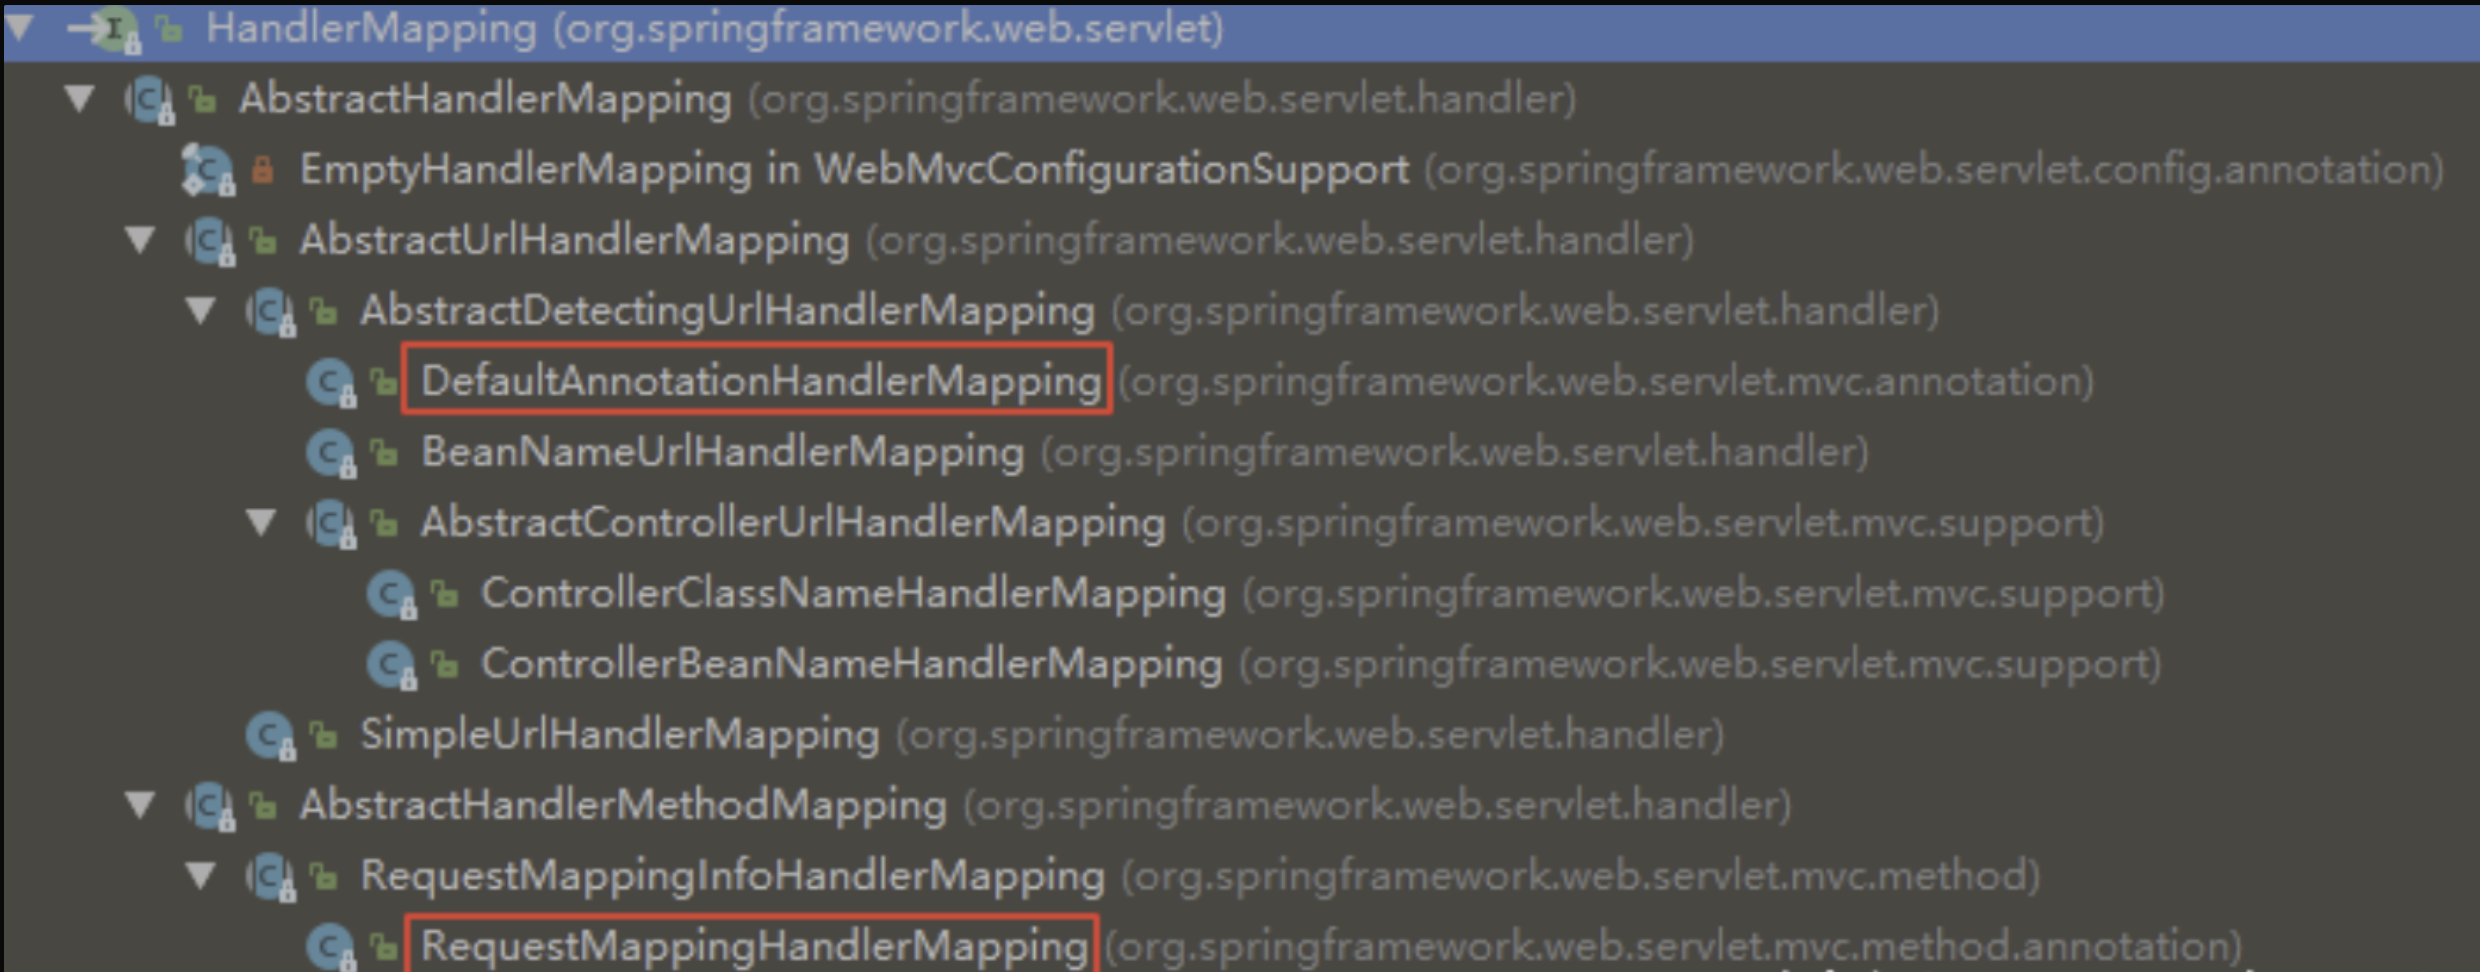 HandlerMapping (org.springframework.web.servlet)
AbstractHandlerMapping (org.springframework.web.servlet.handler)
EmptyHandlerMapping in WebMvcConfigurationSupport (org.springframework.web.servlet.config.annotation)
AbstractUrlHandlerMapping (org.springframework.web.servlet.handler)
AbstractDetectingUrlHandlerMapping (org.springframework.web.servlet.handler)
DefaultAnnotationHandlerMapping (org.springframework.web.servlet.mvc.annotation)
BeanNameUrlHandlerMapping (org.springframework.web.servlet.handler)
AbstractControllerUrlHandlerMapping (org.springframework.web.servlet.mvc.support)
ControllerClassNameHandlerMapping (org.springframework.web.servlet.mvc.support)
ControllerBeanNameHandlerMapping (org.springframework.web.servlet.mvc.support)
SimpleUrlHandlerMapping (org.springframework.web.servlet.handler)
AbstractHandlerMethodMapping (org.springframework.web.servlet.handler)
RequestMappingInfoHandlerMapping (org.springframework.web.servlet.mvc.method)
RequestMappingHandlerMapping (org.springframework.web.servlet.mvc.method.annotation)